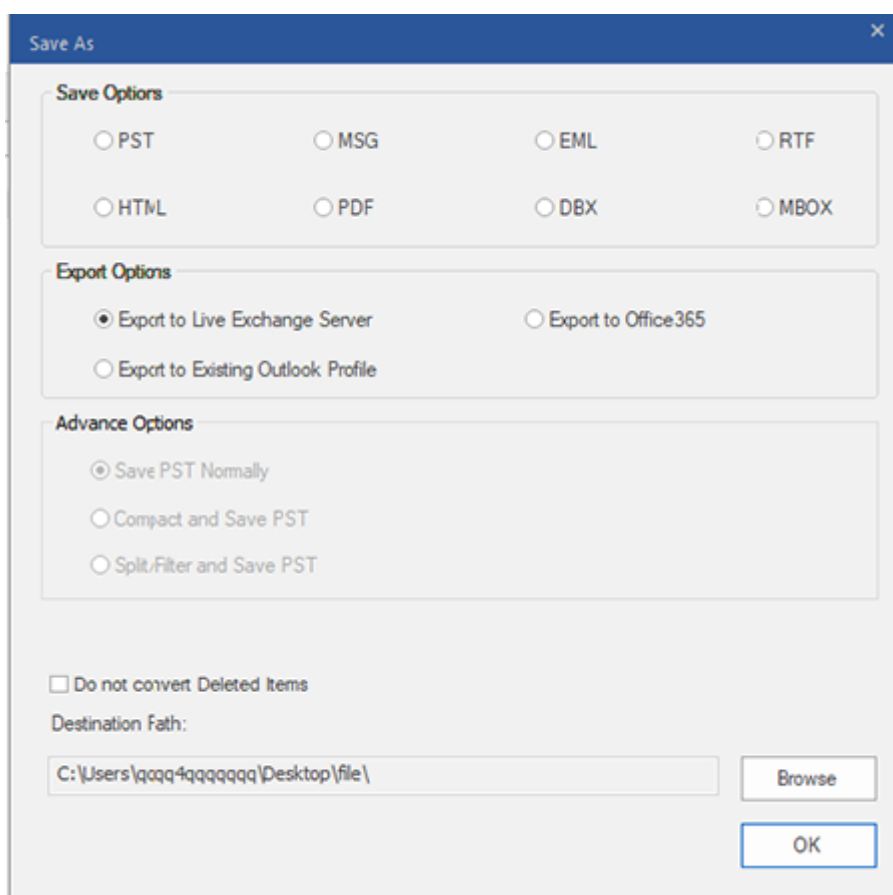 Save As
Save Options
PST MSG EML RTF
HTML PDF DBX MBOX
Export Options
Export to Live Exchange Server Export to Office365
Export to Existing Outlook Profile
Advance Options
Save PST Normally
Compact and Save PST
Split/Filter and Save PST
Do not convert Deleted Items
Destination Path:
C:\Users\qqqq4qqqqqqq\Desktop\file\
Browse
OK